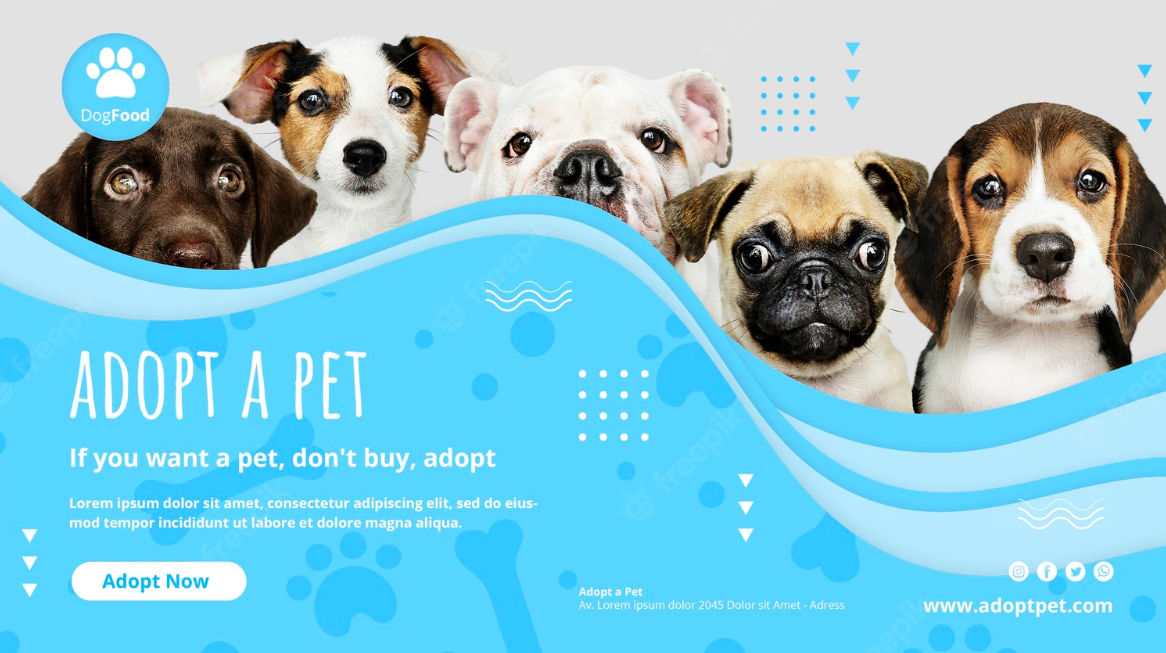 DogFood
ADOPT A PET
If you want a pet, don't buy, adopt
Lorem ipsum dolor sit amet, consectetur adipiscing elit, sed do eius-
mod tempor incididunt ut labore et dolore magna aliqua.
Adopt Now
Adopt a Pet
Av. Lorem ipsum dolor 2045 Dolor sit Amet - Adress
www.adoptpet.com
freepik